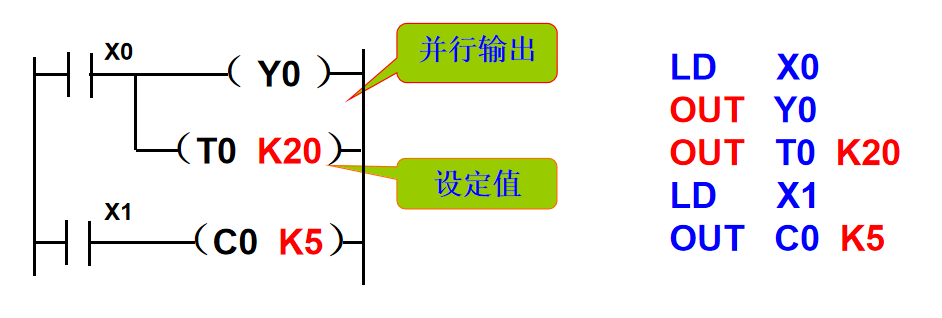 X0
( Y0 )
并行输出
( T0 K20 )
设定值
X1
( C0 K5 )
LD X0
OUT Y0
OUT T0 K20
LD X1
OUT C0 K5